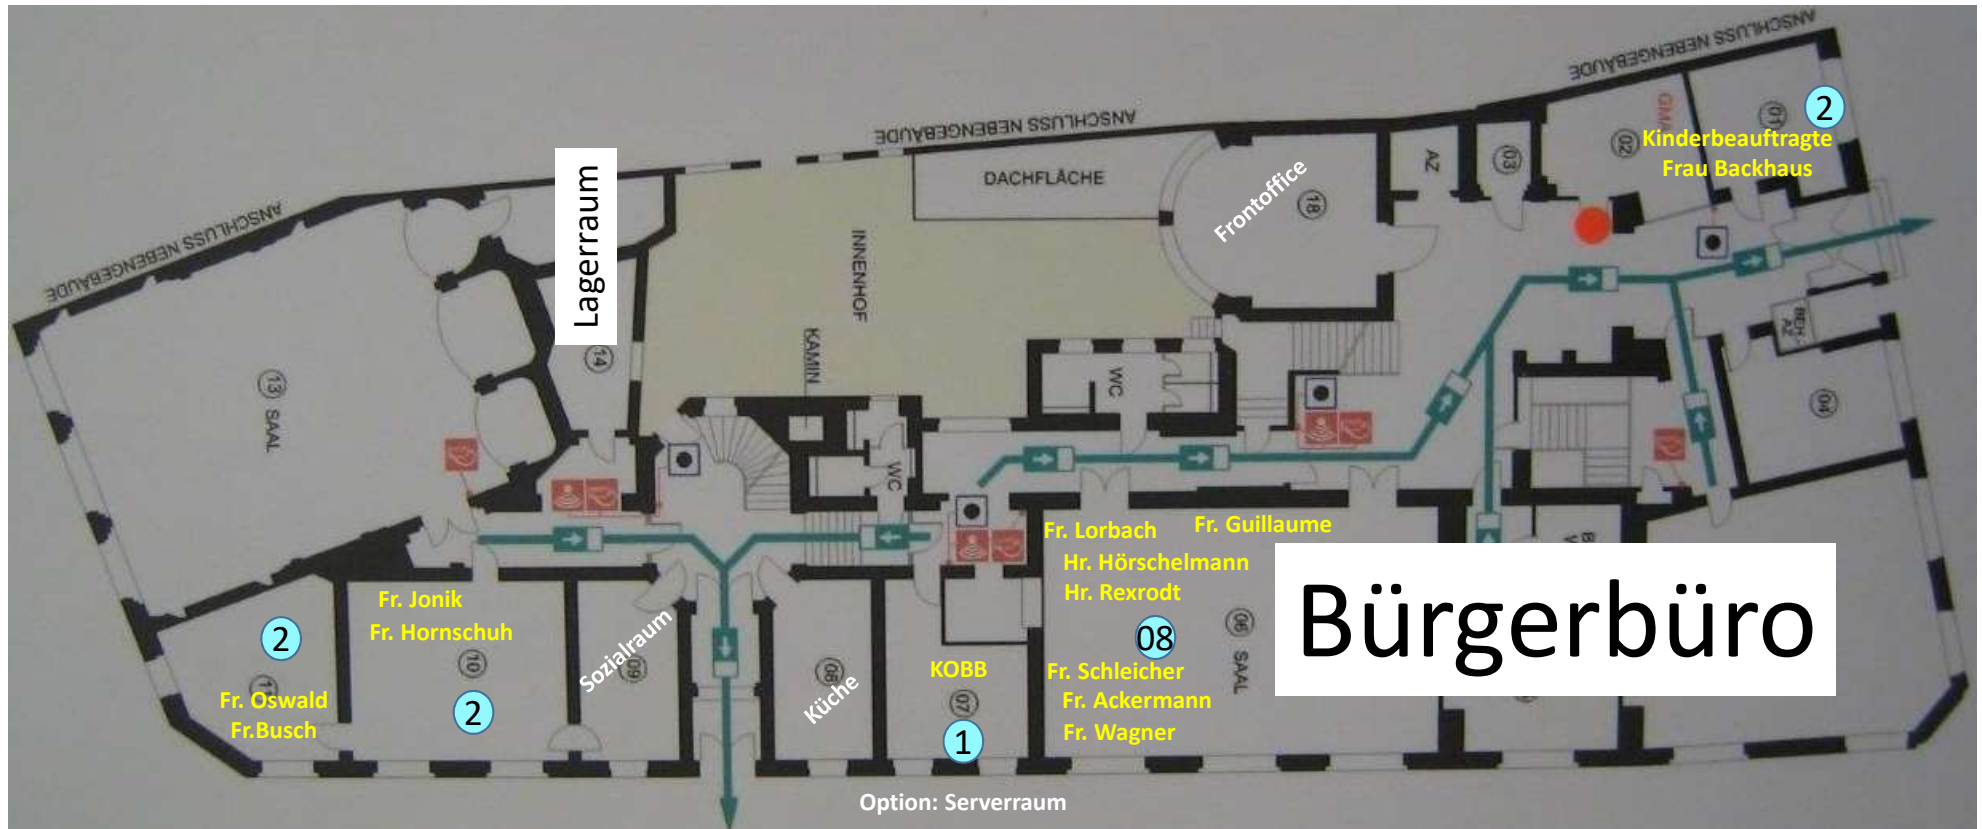 ANSCHLUSS NEBENGEBÄUDE
ANSCHLUSS NEBENGEBÄUDE
ANSCHLUSS NEBENGEBÄUDE
2
01
GMA
02
Kinderbeauftragte
Frau Backhaus
03
AZ
DACHFLÄCHE
Lagerraum
Frontoffice
18
INNENHOF
KAMIN
14
13
SAAL
WC
WC
BEH-
AZ
04
Fr. Lorbach
Fr. Guillaume
Hr. Hörschelmann
Hr. Rexrodt
08
06
SAAL
Fr. Schleicher
Fr. Ackermann
Fr. Wagner
Bürgerbüro
Fr. Jonik
Fr. Hornschuh
10
2
2
Fr. Oswald
Fr.Busch
Sozialraum
09
Küche
08
KOBB
07
1
Option: Serverraum